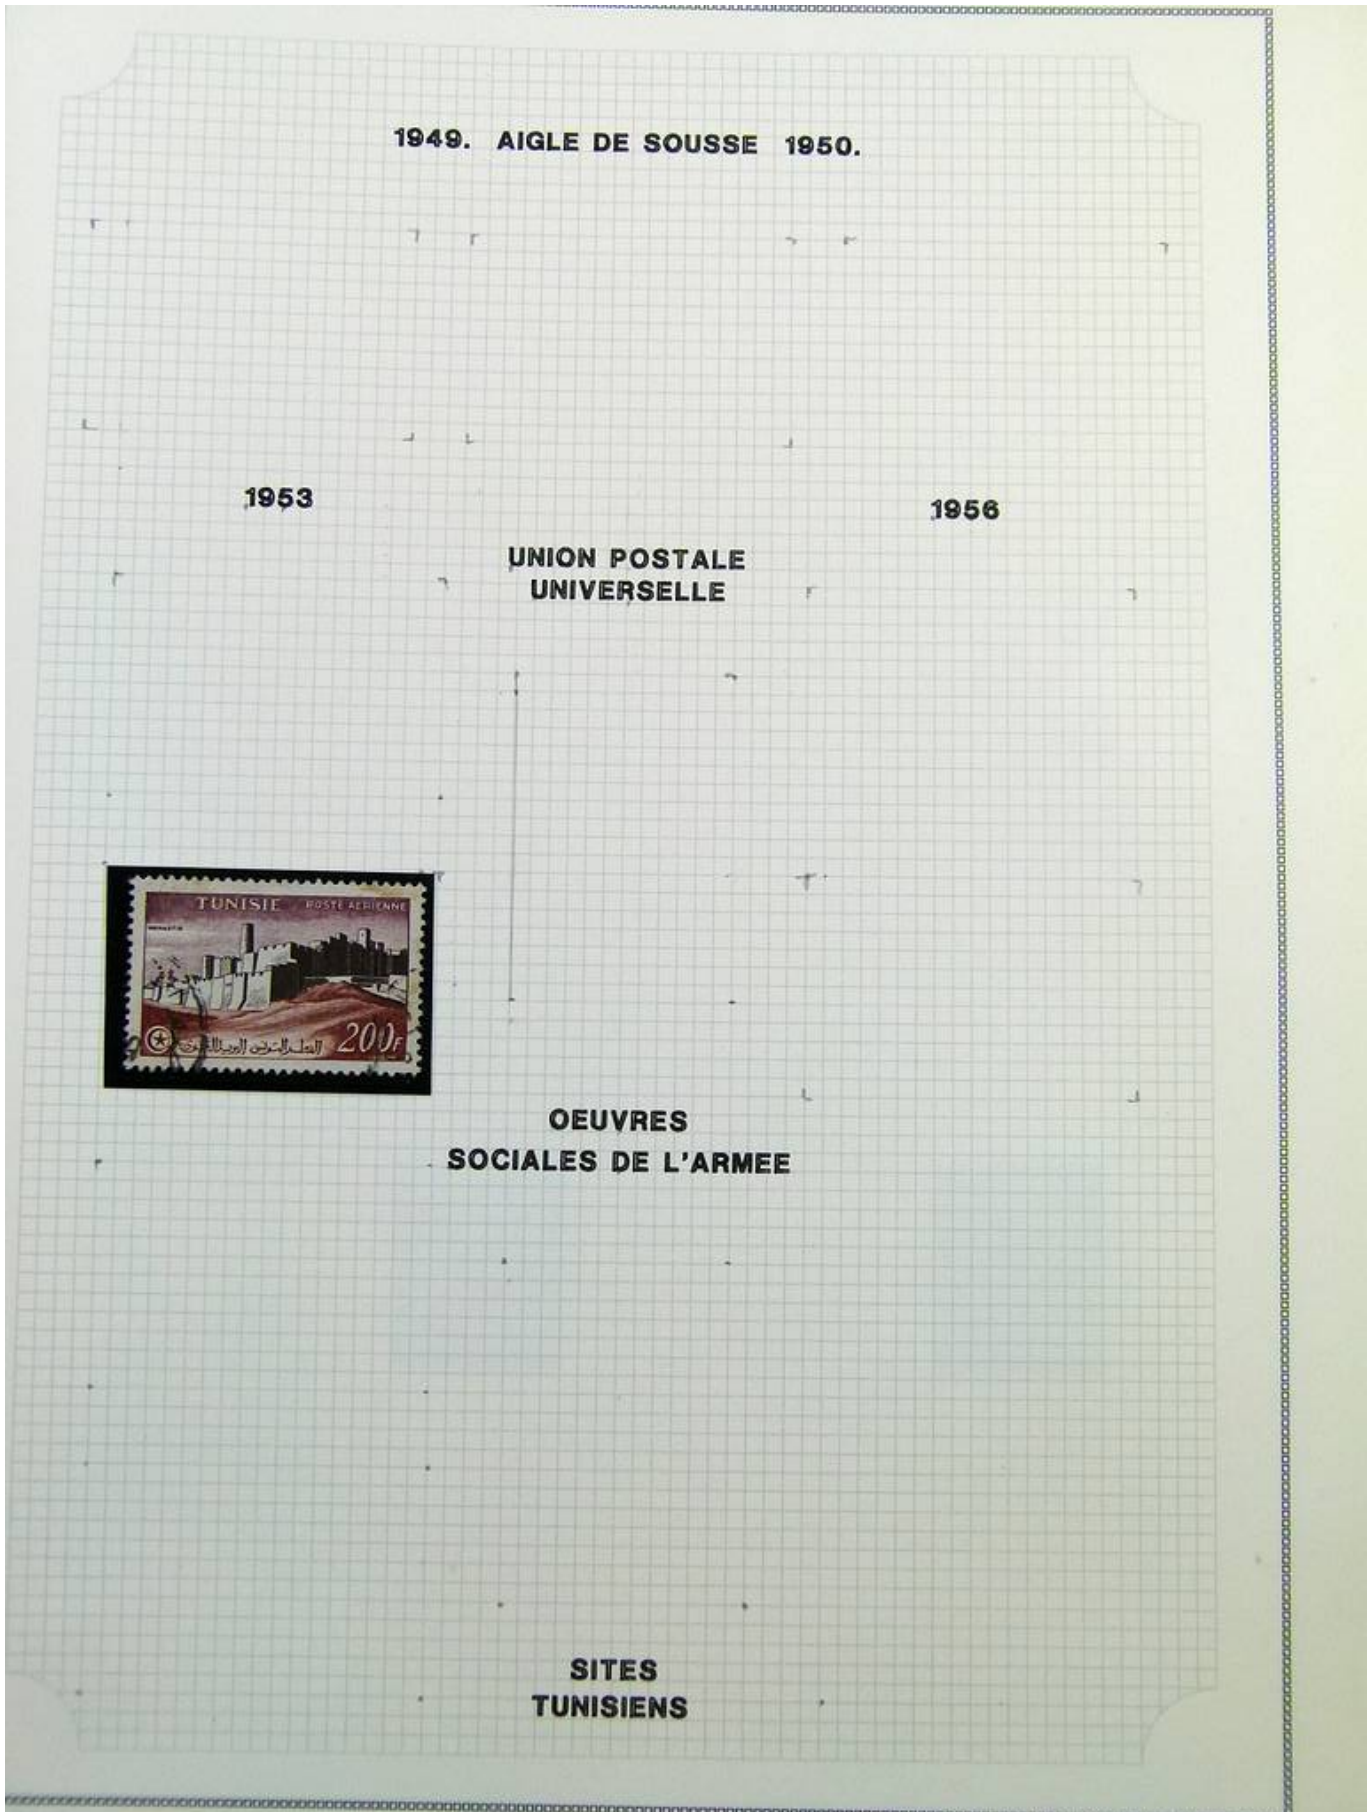 1949. AIGLE DE SOUSSE 1950.
1953
1956
UNION POSTALE
UNIVERSELLE
TUNISIE POSTE AERIENNE
MONASTIR
200F
OEUVRES
SOCIALES DE L'ARMEE
SITES
TUNISIENS